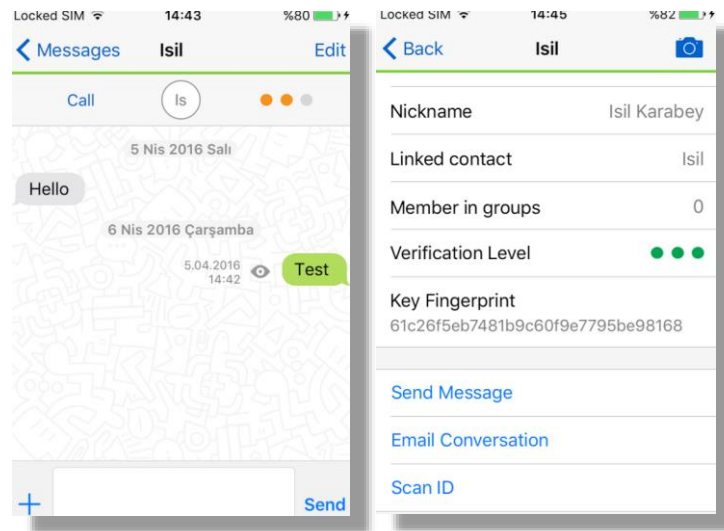 Locked SIM 14:43 %80
Messages Isil Edit
Call Is
5 Nis 2016 Salı
Hello
6 Nis 2016 Çarşamba
5.04.2016
14:42
Test
Send
Locked SIM 14:45 %82
Back Isil
Nickname Isil Karabey
Linked contact Isil
Member in groups 0
Verification Level
Key Fingerprint
61c26f5eb7481b9c60f9e7795be98168
Send Message
Email Conversation
Scan ID